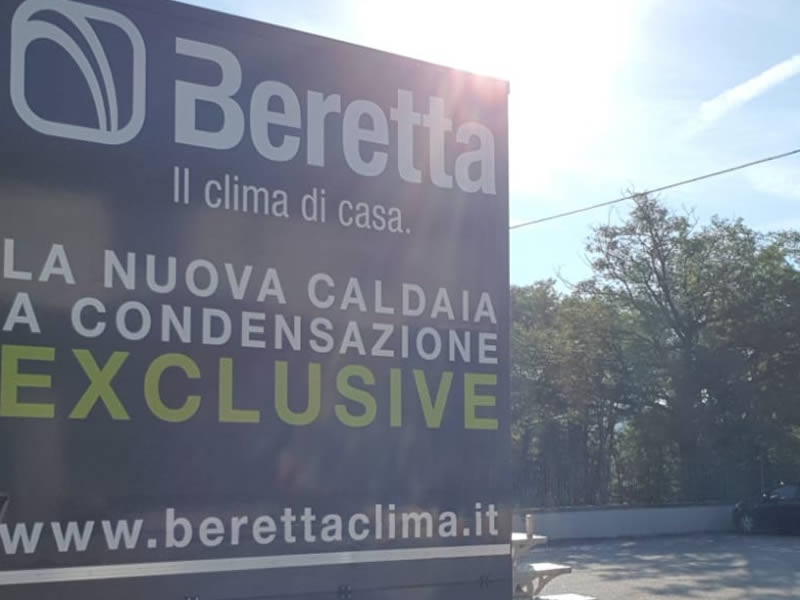 Beretta
Il clima di casa.
LA NUOVA CALDAIA
A CONDENSAZIONE
EXCLUSIVE
www.berettaclima.it